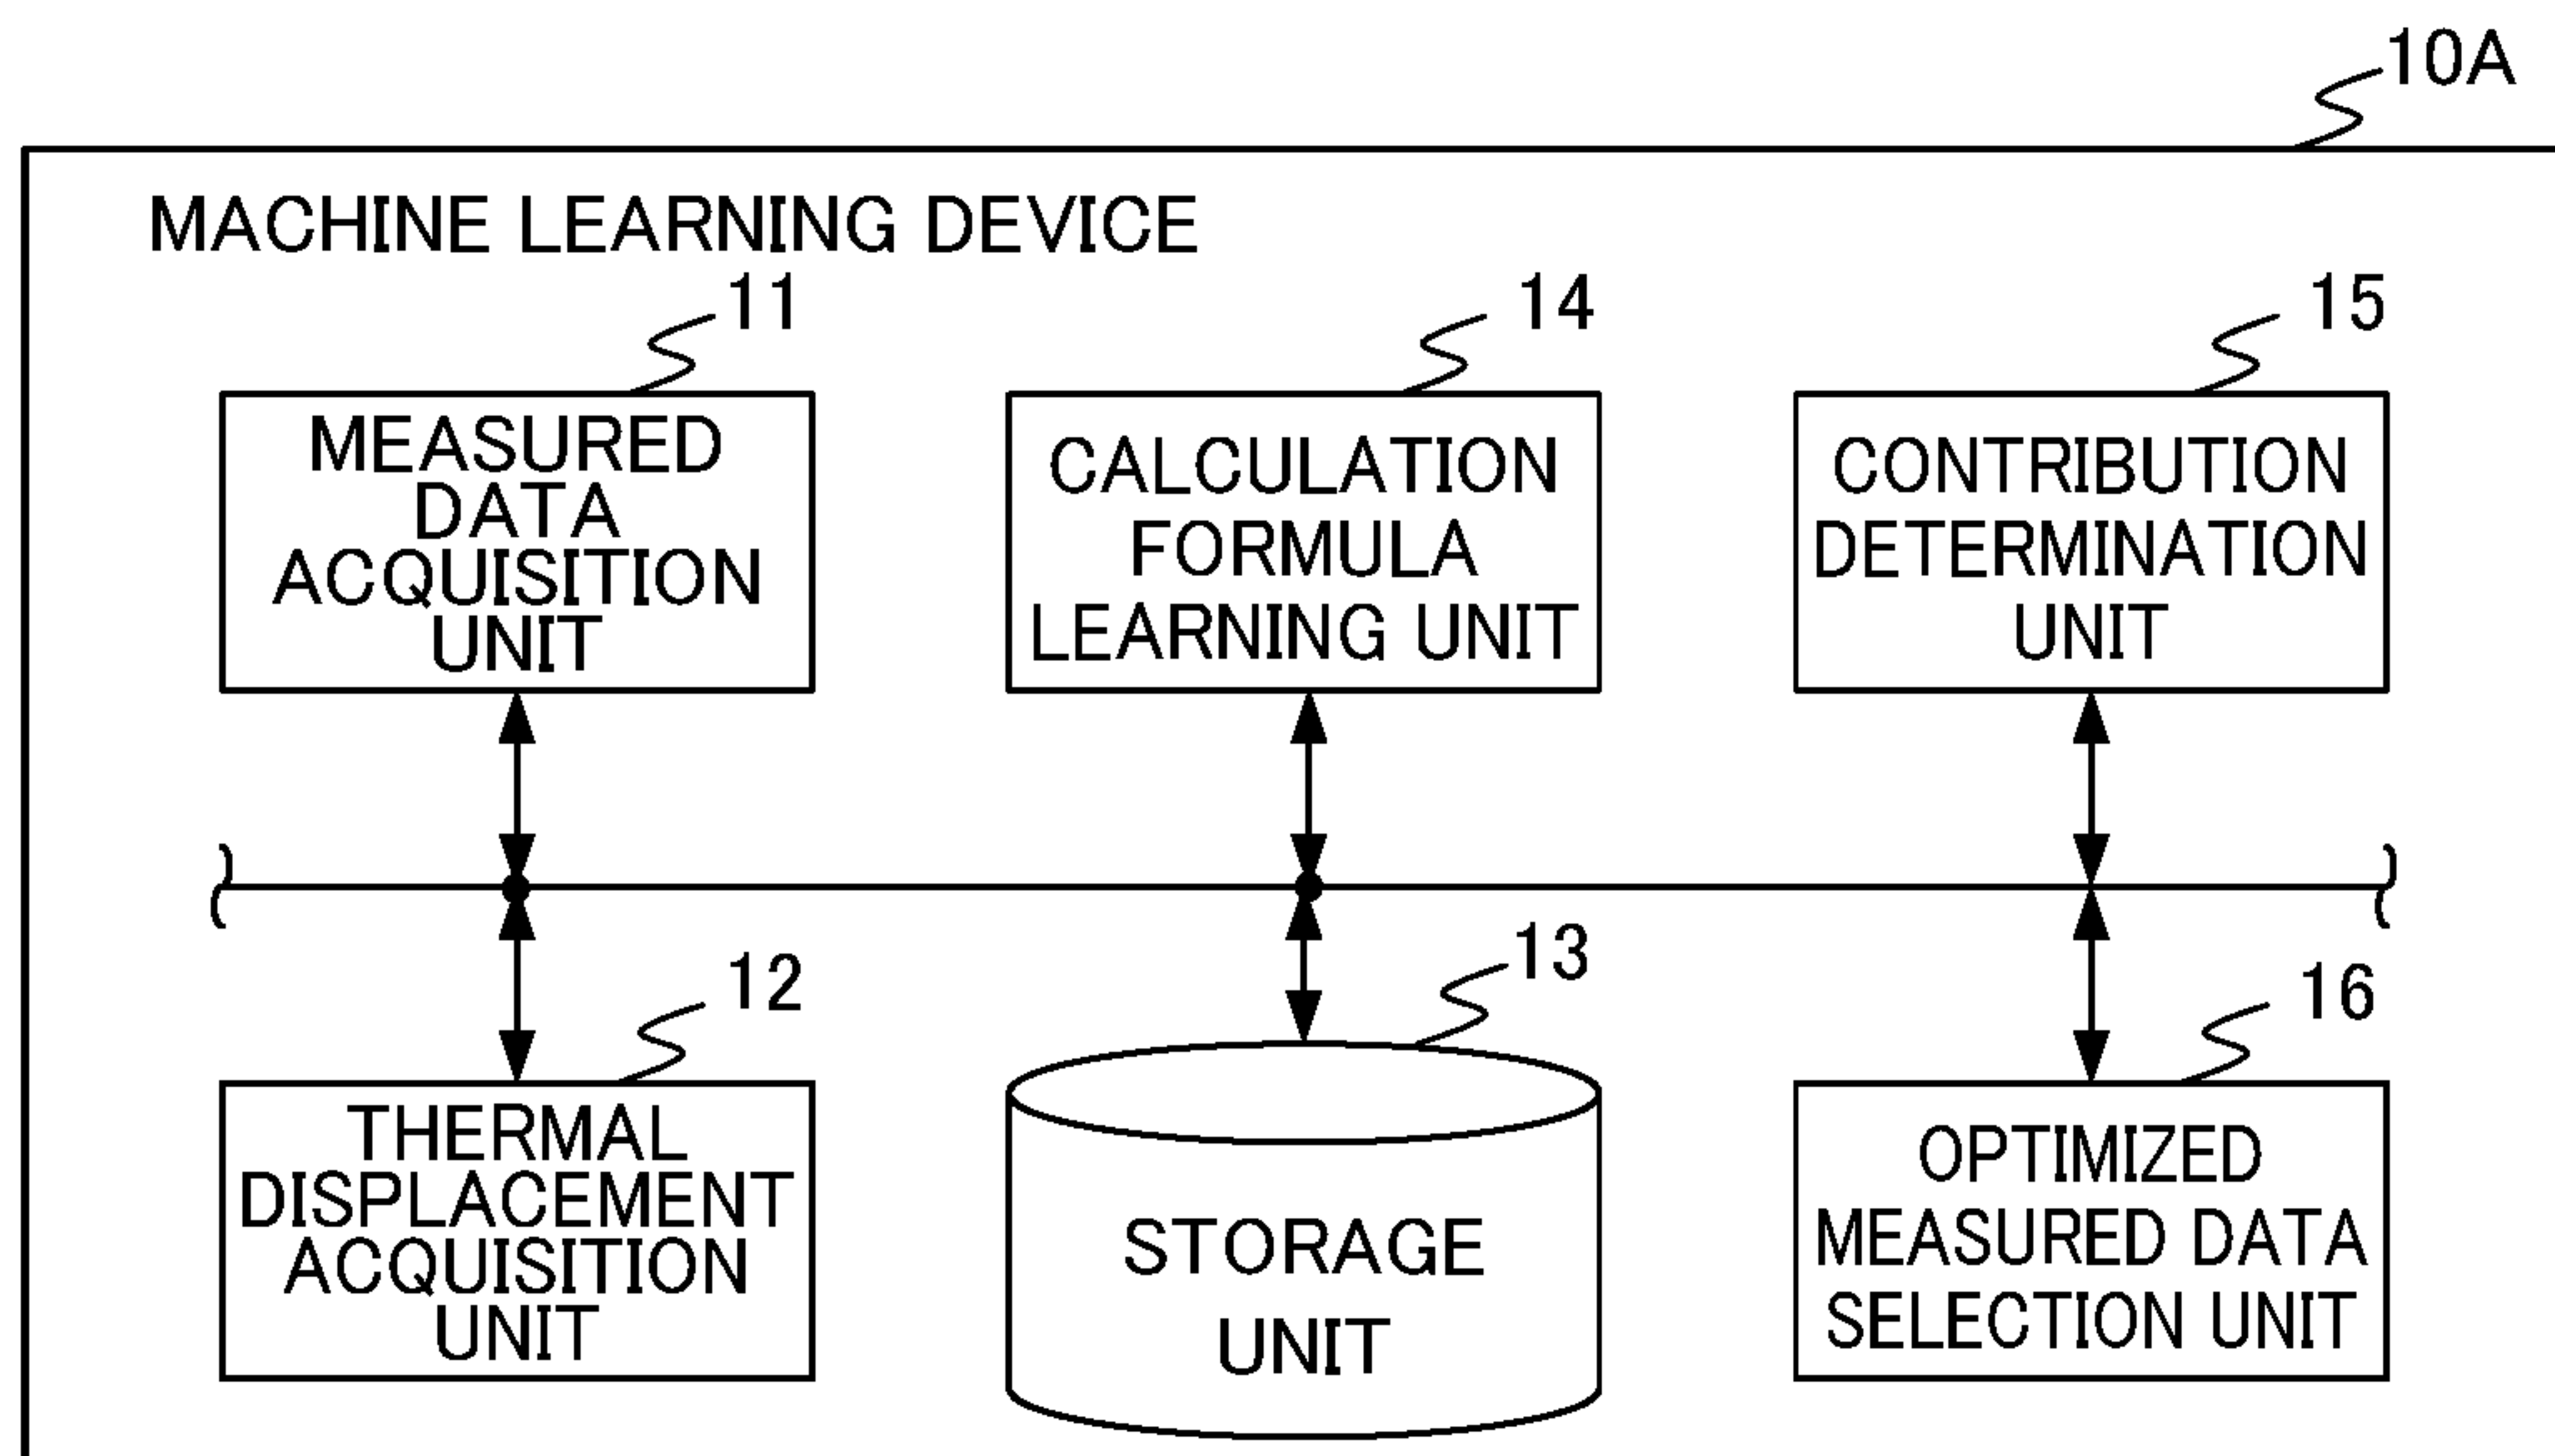 10A
MACHINE LEARNING DEVICE
11
MEASURED
DATA
ACQUISITION
UNIT
14
CALCULATION
FORMULA
LEARNING UNIT
15
CONTRIBUTION
DETERMINATION
UNIT
12
THERMAL
DISPLACEMENT
ACQUISITION
UNIT
13
STORAGE
UNIT
16
OPTIMIZED
MEASURED DATA
SELECTION UNIT